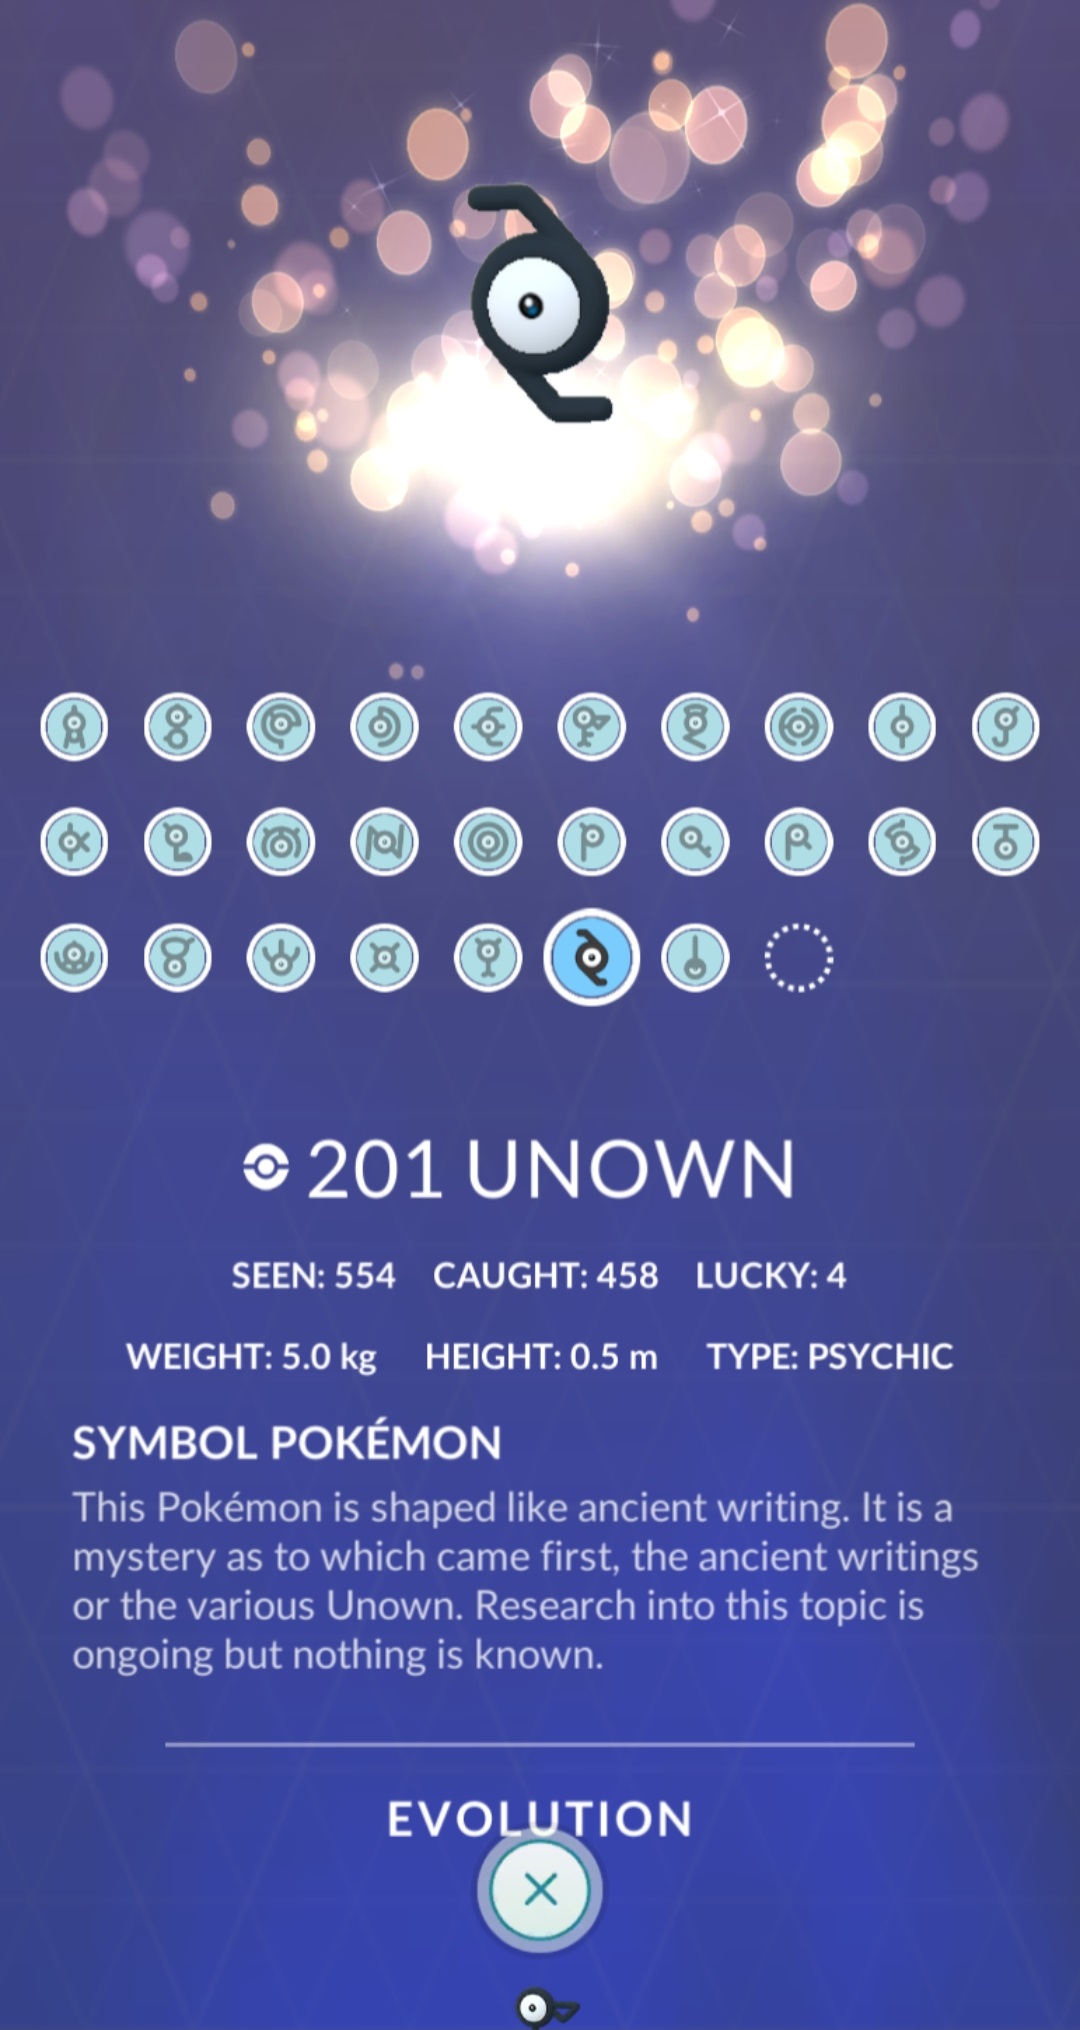 201 UNOWN
SEEN: 554 CAUGHT: 458 LUCKY: 4
WEIGHT: 5.0 kg HEIGHT: 0.5 m TYPE: PSYCHIC
SYMBOL POKÉMON
This Pokémon is shaped like ancient writing. It is a
mystery as to which came first, the ancient writings
or the various Unown. Research into this topic is
ongoing but nothing is known.
EVOLUTION